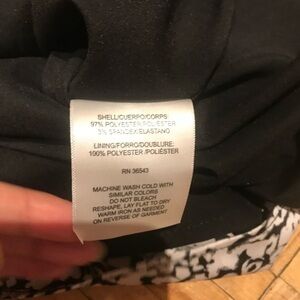 SHELL/CUERPO/CORPS
97% POLYESTER POLIESTER
3% SPANDEX ELASTANO
LINING/FORRO/DOUBLURE:
100% POLYESTER /POLIÉSTER
RN 36543
MACHINE WASH COLD WITH
SIMILAR COLORS
DO NOT BLEACH
RESHAPE, LAY FLAT TO DRY
WARM IRON AS NEEDED
ON REVERSE OF GARMENT